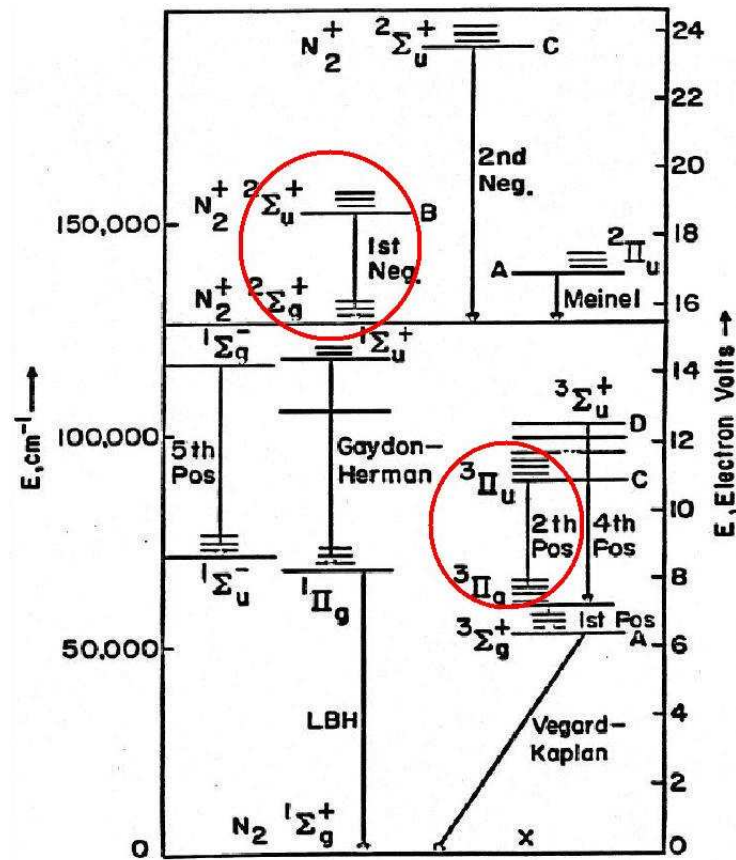 24
N₂⁺ ²Σᵤ⁺ C
22
2nd
Neg.
20
150,000
N₂⁺ ²Σᵤ⁺ B
1st
Neg.
18
²Πᵤ
A
Meinel
N₂⁺ ²Σg⁺
16
¹Σg⁻
¹Σᵤ⁺
14
³Σᵤ⁺
D
100,000
12
5th
Pos
Gaydon-
Herman
³Πᵤ
C
10
2th
Pos
4th
Pos
¹Σᵤ⁻
¹Πg
8
³Πg
1st Pos
³Σg⁺
A
50,000
6
LBH
Vegard-
Kaplan
4
2
N₂ ¹Σg⁺
X
0
0
E, cm⁻¹ →
E, Electron Volts →